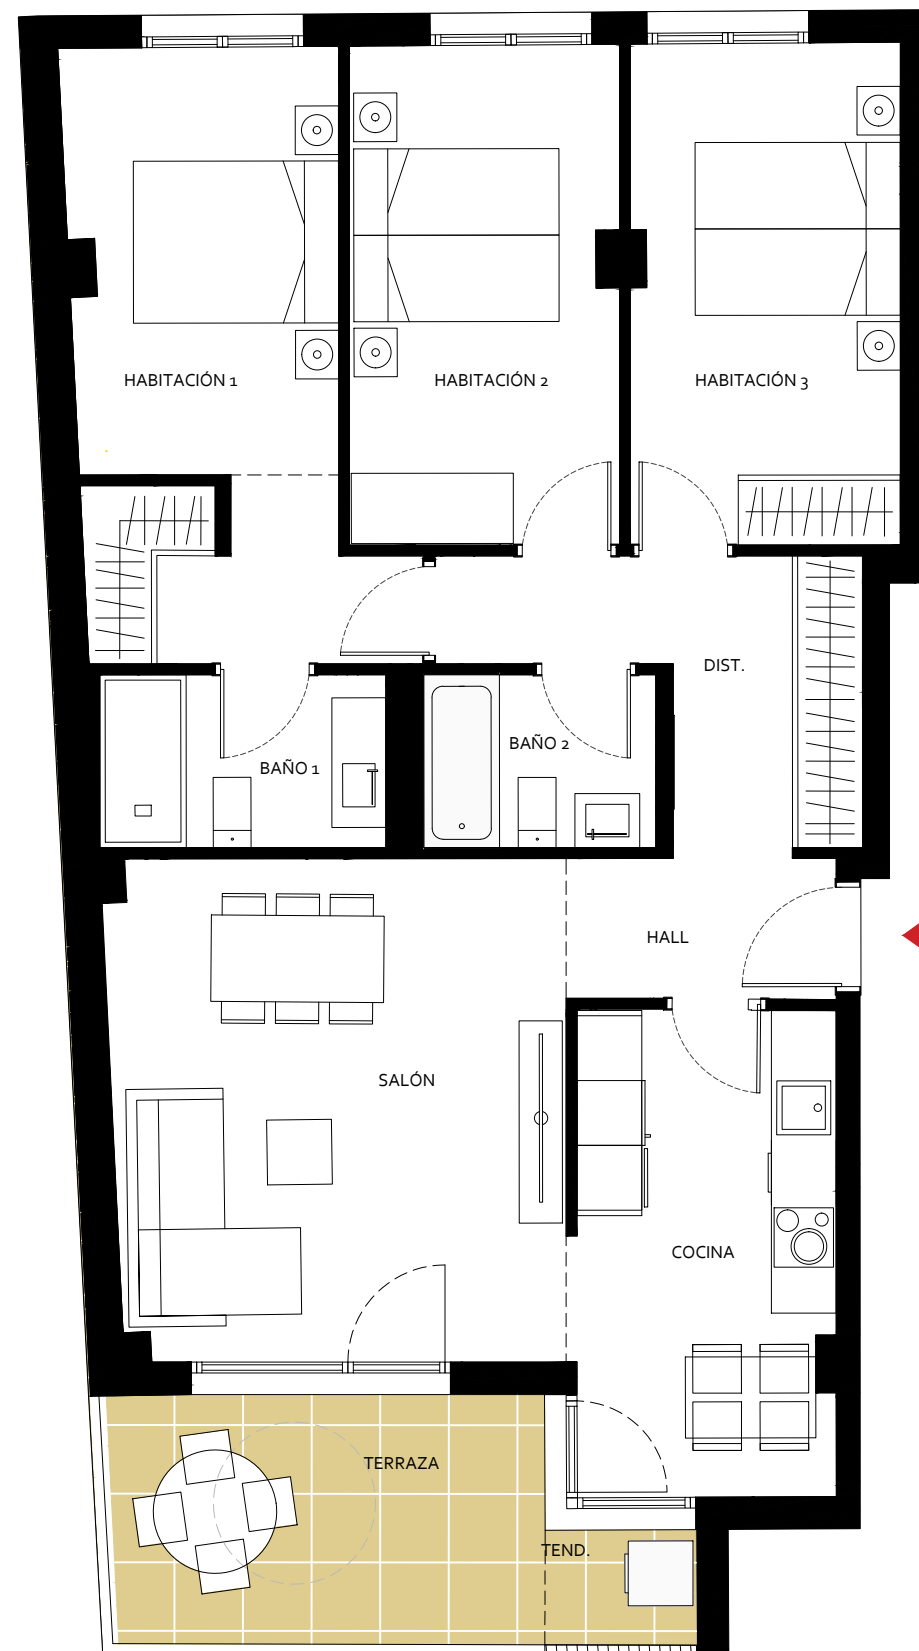 HABITACIÓN 1
HABITACIÓN 2
HABITACIÓN 3
DIST.
BAÑO 1
BAÑO 2
HALL
SALÓN
COCINA
TERRAZA
TEND.